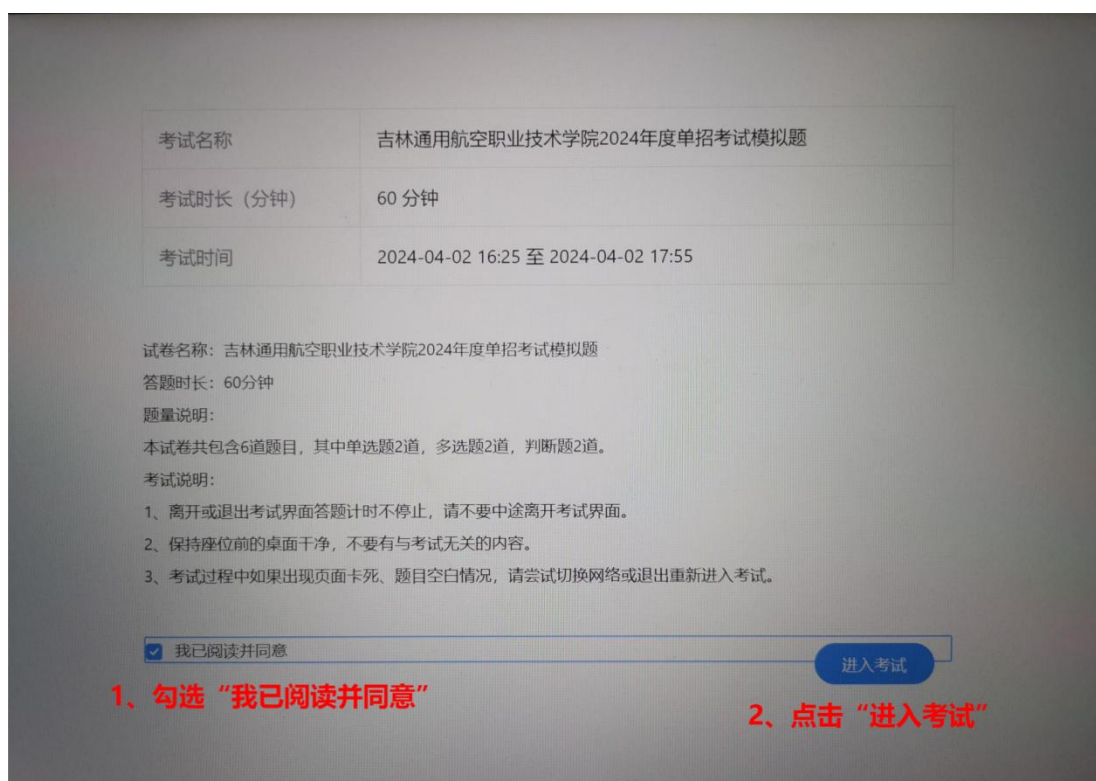 考试名称 吉林通用航空职业技术学院2024年度单招考试模拟题
考试时长（分钟） 60 分钟
考试时间 2024-04-02 16:25 至 2024-04-02 17:55
试卷名称：吉林通用航空职业技术学院2024年度单招考试模拟题
答题时长：60分钟
题量说明：
本试卷共包含6道题目，其中单选题2道，多选题2道，判断题2道。
考试说明：
1、离开或退出考试界面答题计时不停止，请不要中途离开考试界面。
2、保持座位前的桌面干净，不要有与考试无关的内容。
3、考试过程中如果出现页面卡死、题目空白情况，请尝试切换网络或退出重新进入考试。
我已阅读并同意
进入考试
1、勾选“我已阅读并同意”
2、点击“进入考试”